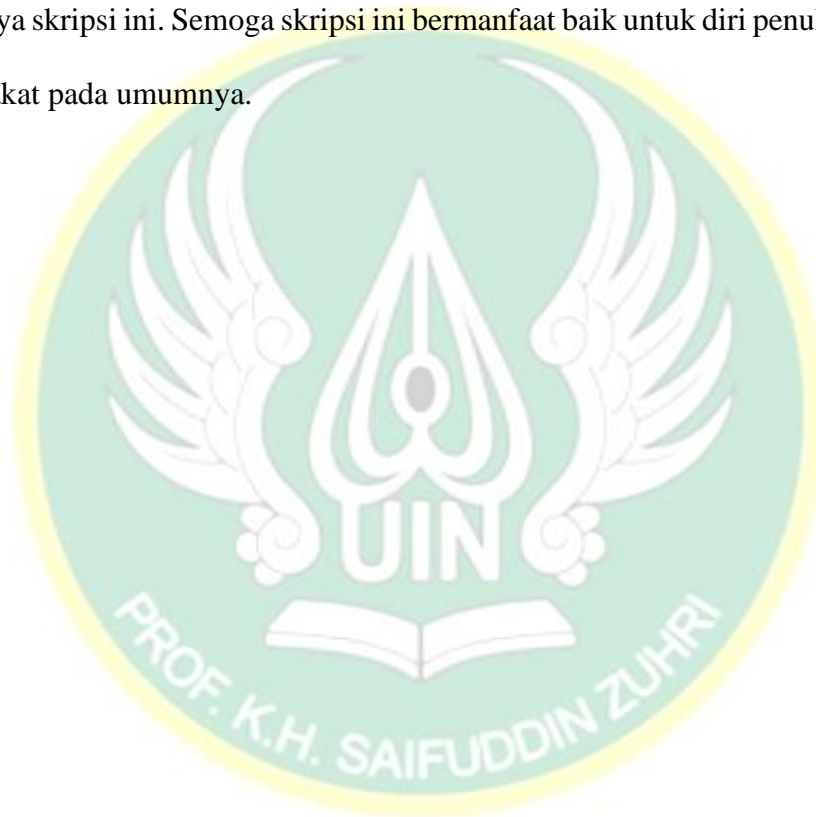 ya skripsi ini. Semoga skripsi ini bermanfaat baik untuk diri penul
kat pada umumnya.
UIN
PROF. K.H. SAIFUDDIN ZUHRI